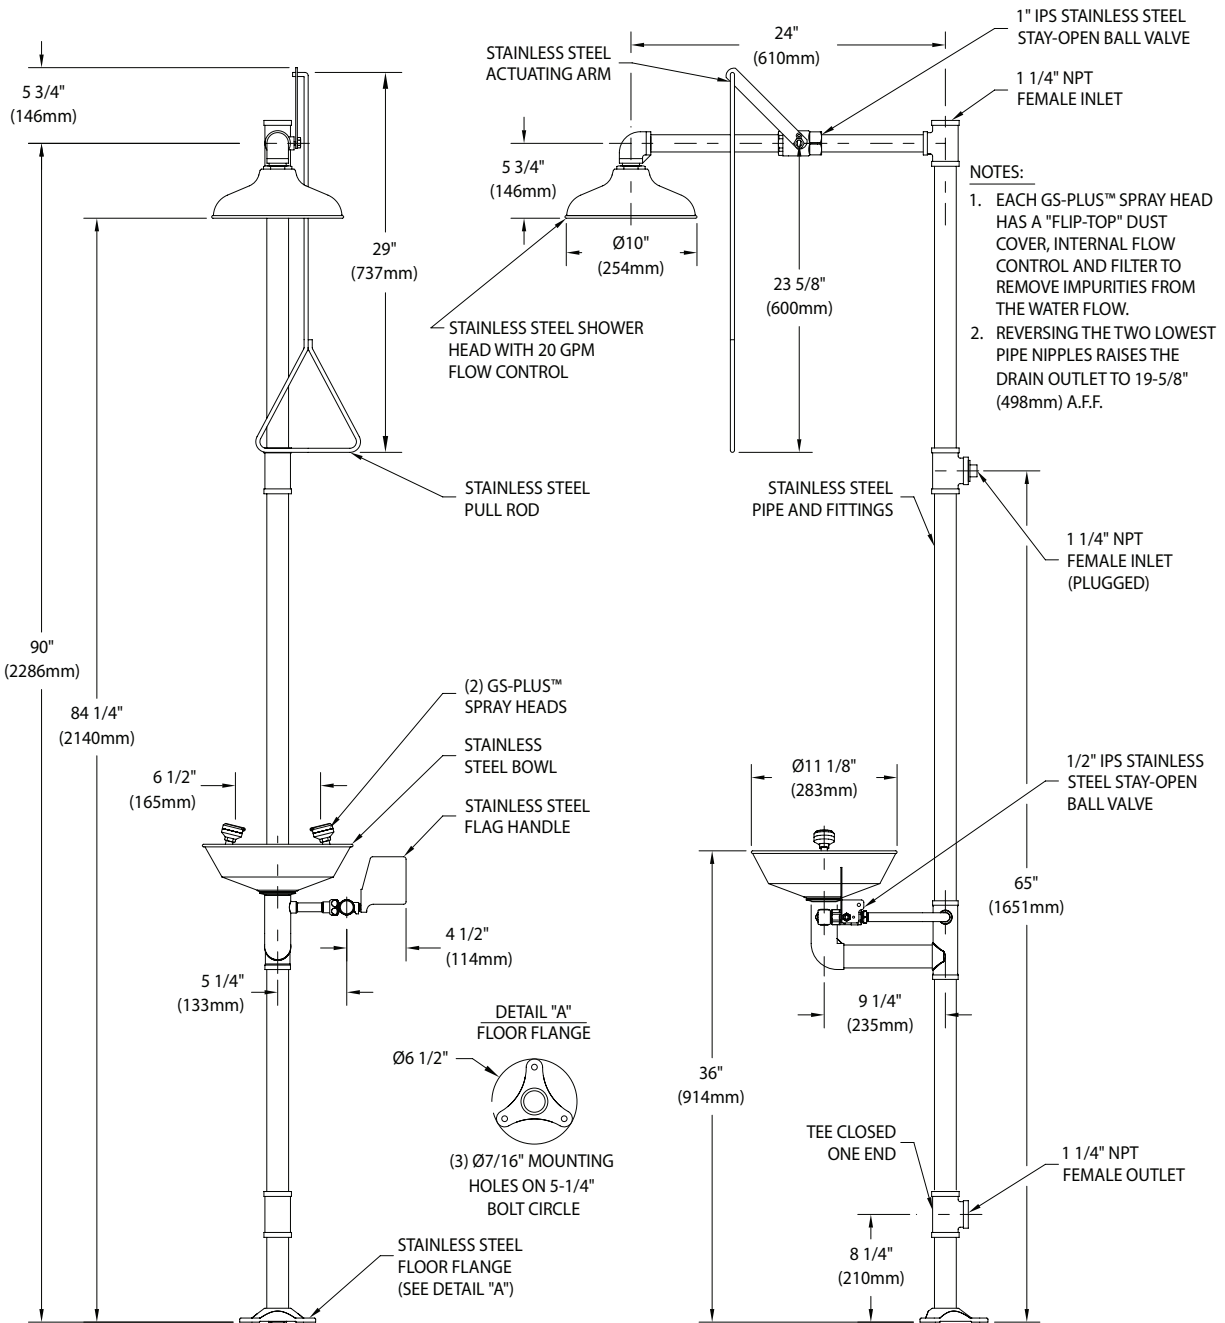 24"
(610mm)
1" IPS STAINLESS STEEL
STAY-OPEN BALL VALVE
STAINLESS STEEL
ACTUATING ARM
1 1/4" NPT
FEMALE INLET
5 3/4"
(146mm)
5 3/4"
(146mm)
NOTES:
1. EACH GS-PLUS™ SPRAY HEAD
HAS A "FLIP-TOP" DUST
COVER, INTERNAL FLOW
CONTROL AND FILTER TO
REMOVE IMPURITIES FROM
THE WATER FLOW.
2. REVERSING THE TWO LOWEST
PIPE NIPPLES RAISES THE
DRAIN OUTLET TO 19-5/8"
(498mm) A.F.F.
29"
(737mm)
Ø10"
(254mm)
23 5/8"
(600mm)
STAINLESS STEEL SHOWER
HEAD WITH 20 GPM
FLOW CONTROL
STAINLESS STEEL
PULL ROD
STAINLESS STEEL
PIPE AND FITTINGS
1 1/4" NPT
FEMALE INLET
(PLUGGED)
90"
(2286mm)
84 1/4"
(2140mm)
(2) GS-PLUS™
SPRAY HEADS
STAINLESS
STEEL BOWL
6 1/2"
(165mm)
STAINLESS STEEL
FLAG HANDLE
Ø11 1/8"
(283mm)
1/2" IPS STAINLESS
STEEL STAY-OPEN
BALL VALVE
65"
(1651mm)
4 1/2"
(114mm)
5 1/4"
(133mm)
9 1/4"
(235mm)
DETAIL "A"
FLOOR FLANGE
Ø6 1/2"
36"
(914mm)
(3) Ø7/16" MOUNTING
HOLES ON 5-1/4"
BOLT CIRCLE
TEE CLOSED
ONE END
1 1/4" NPT
FEMALE OUTLET
STAINLESS STEEL
FLOOR FLANGE
(SEE DETAIL "A")
8 1/4"
(210mm)